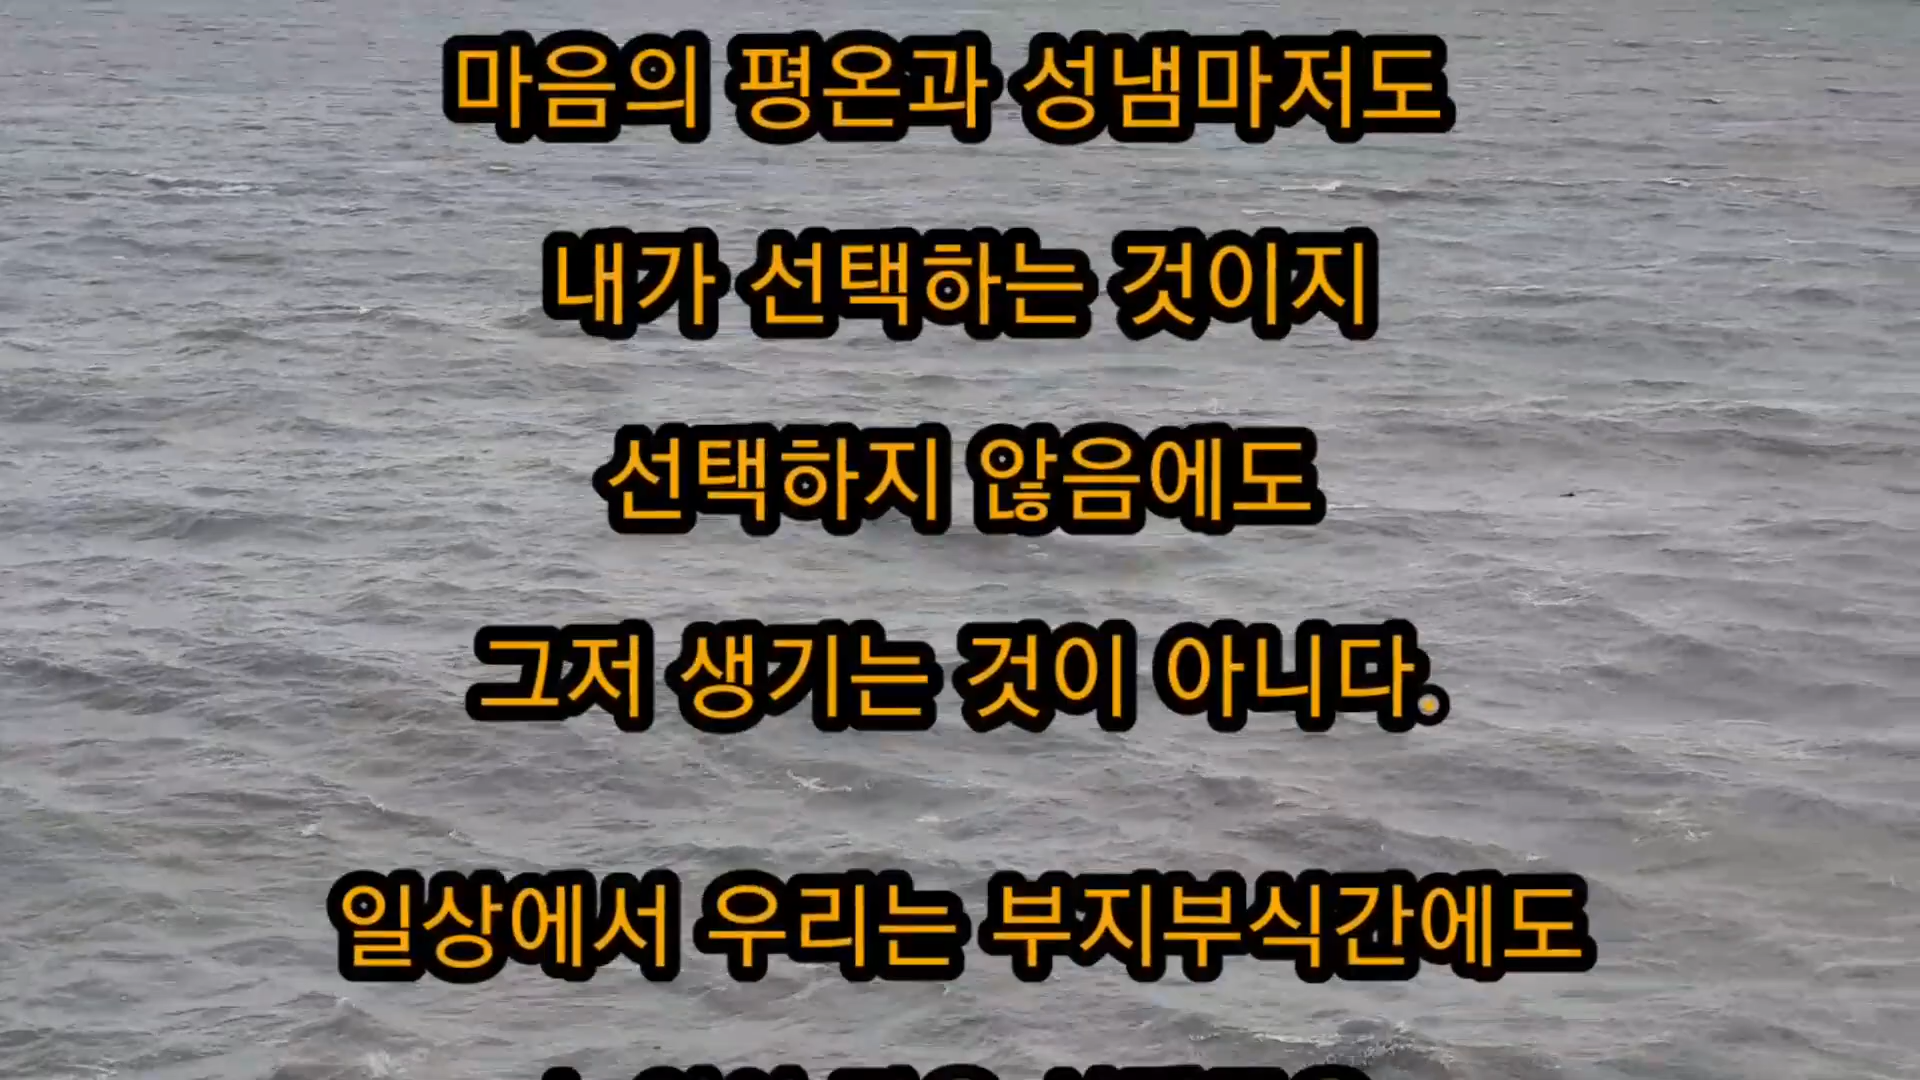 마음의 평온과 성냄마저도
내가 선택하는 것이지
선택하지 않음에도
그저 생기는 것이 아니다.
일상에서 우리는 부지부식간에도